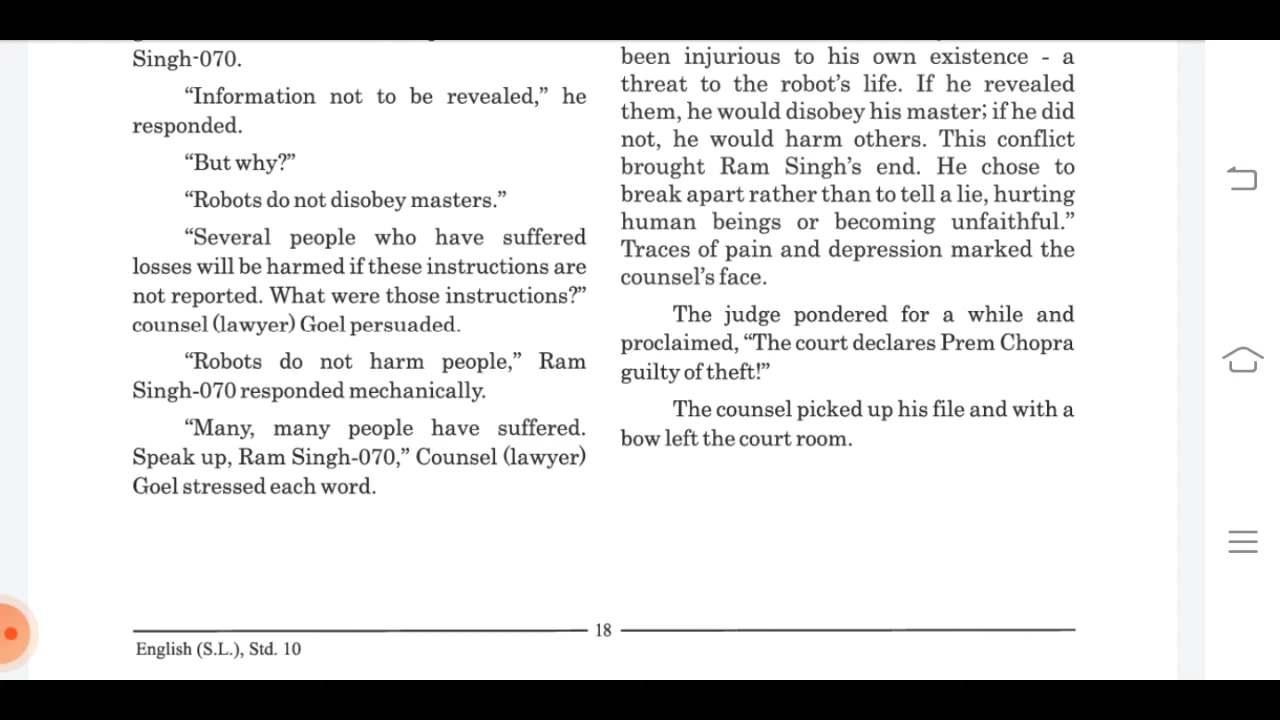 Singh-070.
“Information not to be revealed,” he
responded.
“But why?”
“Robots do not disobey masters.”
“Several people who have suffered
losses will be harmed if these instructions are
not reported. What were those instructions?”
counsel (lawyer) Goel persuaded.
“Robots do not harm people,” Ram
Singh-070 responded mechanically.
“Many, many people have suffered.
Speak up, Ram Singh-070,” Counsel (lawyer)
Goel stressed each word.
been injurious to his own existence - a
threat to the robot’s life. If he revealed
them, he would disobey his master; if he did
not, he would harm others. This conflict
brought Ram Singh’s end. He chose to
break apart rather than to tell a lie, hurting
human beings or becoming unfaithful.”
Traces of pain and depression marked the
counsel’s face.
The judge pondered for a while and
proclaimed, “The court declares Prem Chopra
guilty of theft!”
The counsel picked up his file and with a
bow left the court room.
18
English (S.L.), Std. 10